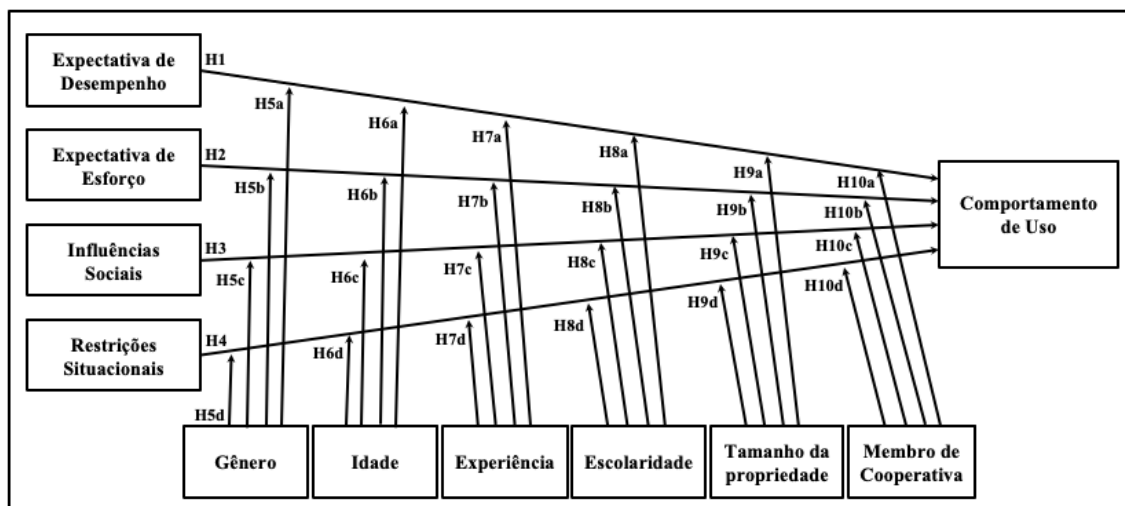 Expectativa de
Desempenho
H1
H5a
H6a
H7a
H8a
H9a
H10a
Expectativa de
Esforço
H2
H5b
H6b
H7b
H8b
H9b
H10b
Comportamento
de Uso
Influências
Sociais
H3
H5c
H6c
H7c
H8c
H9c
H10c
Restrições
Situacionais
H4
H5d
H6d
H7d
H8d
H9d
H10d
Gênero
Idade
Experiência
Escolaridade
Tamanho da
propriedade
Membro de
Cooperativa